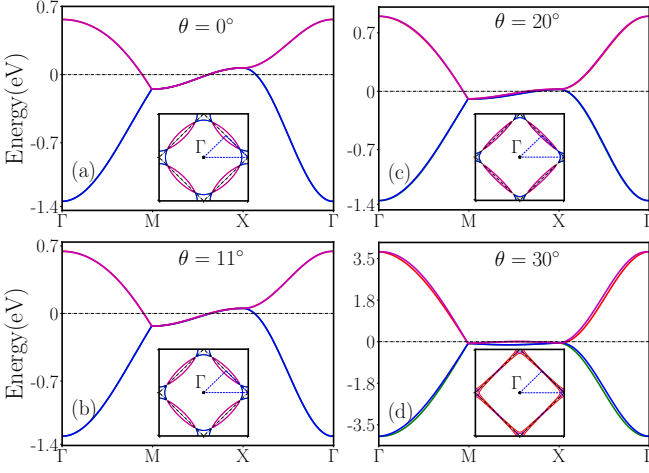 0.7
0
-0.7
-1.4
Energy(eV)
θ = 0°
Γ
(a)
Γ
M
X
Γ
0.7
0
-0.7
-1.4
θ = 20°
Γ
(c)
Γ
M
X
Γ
0.7
0
-0.7
-1.4
Energy(eV)
θ = 11°
Γ
(b)
Γ
M
X
Γ
3.5
1.8
0
-1.8
-3.5
θ = 30°
Γ
(d)
Γ
M
X
Γ